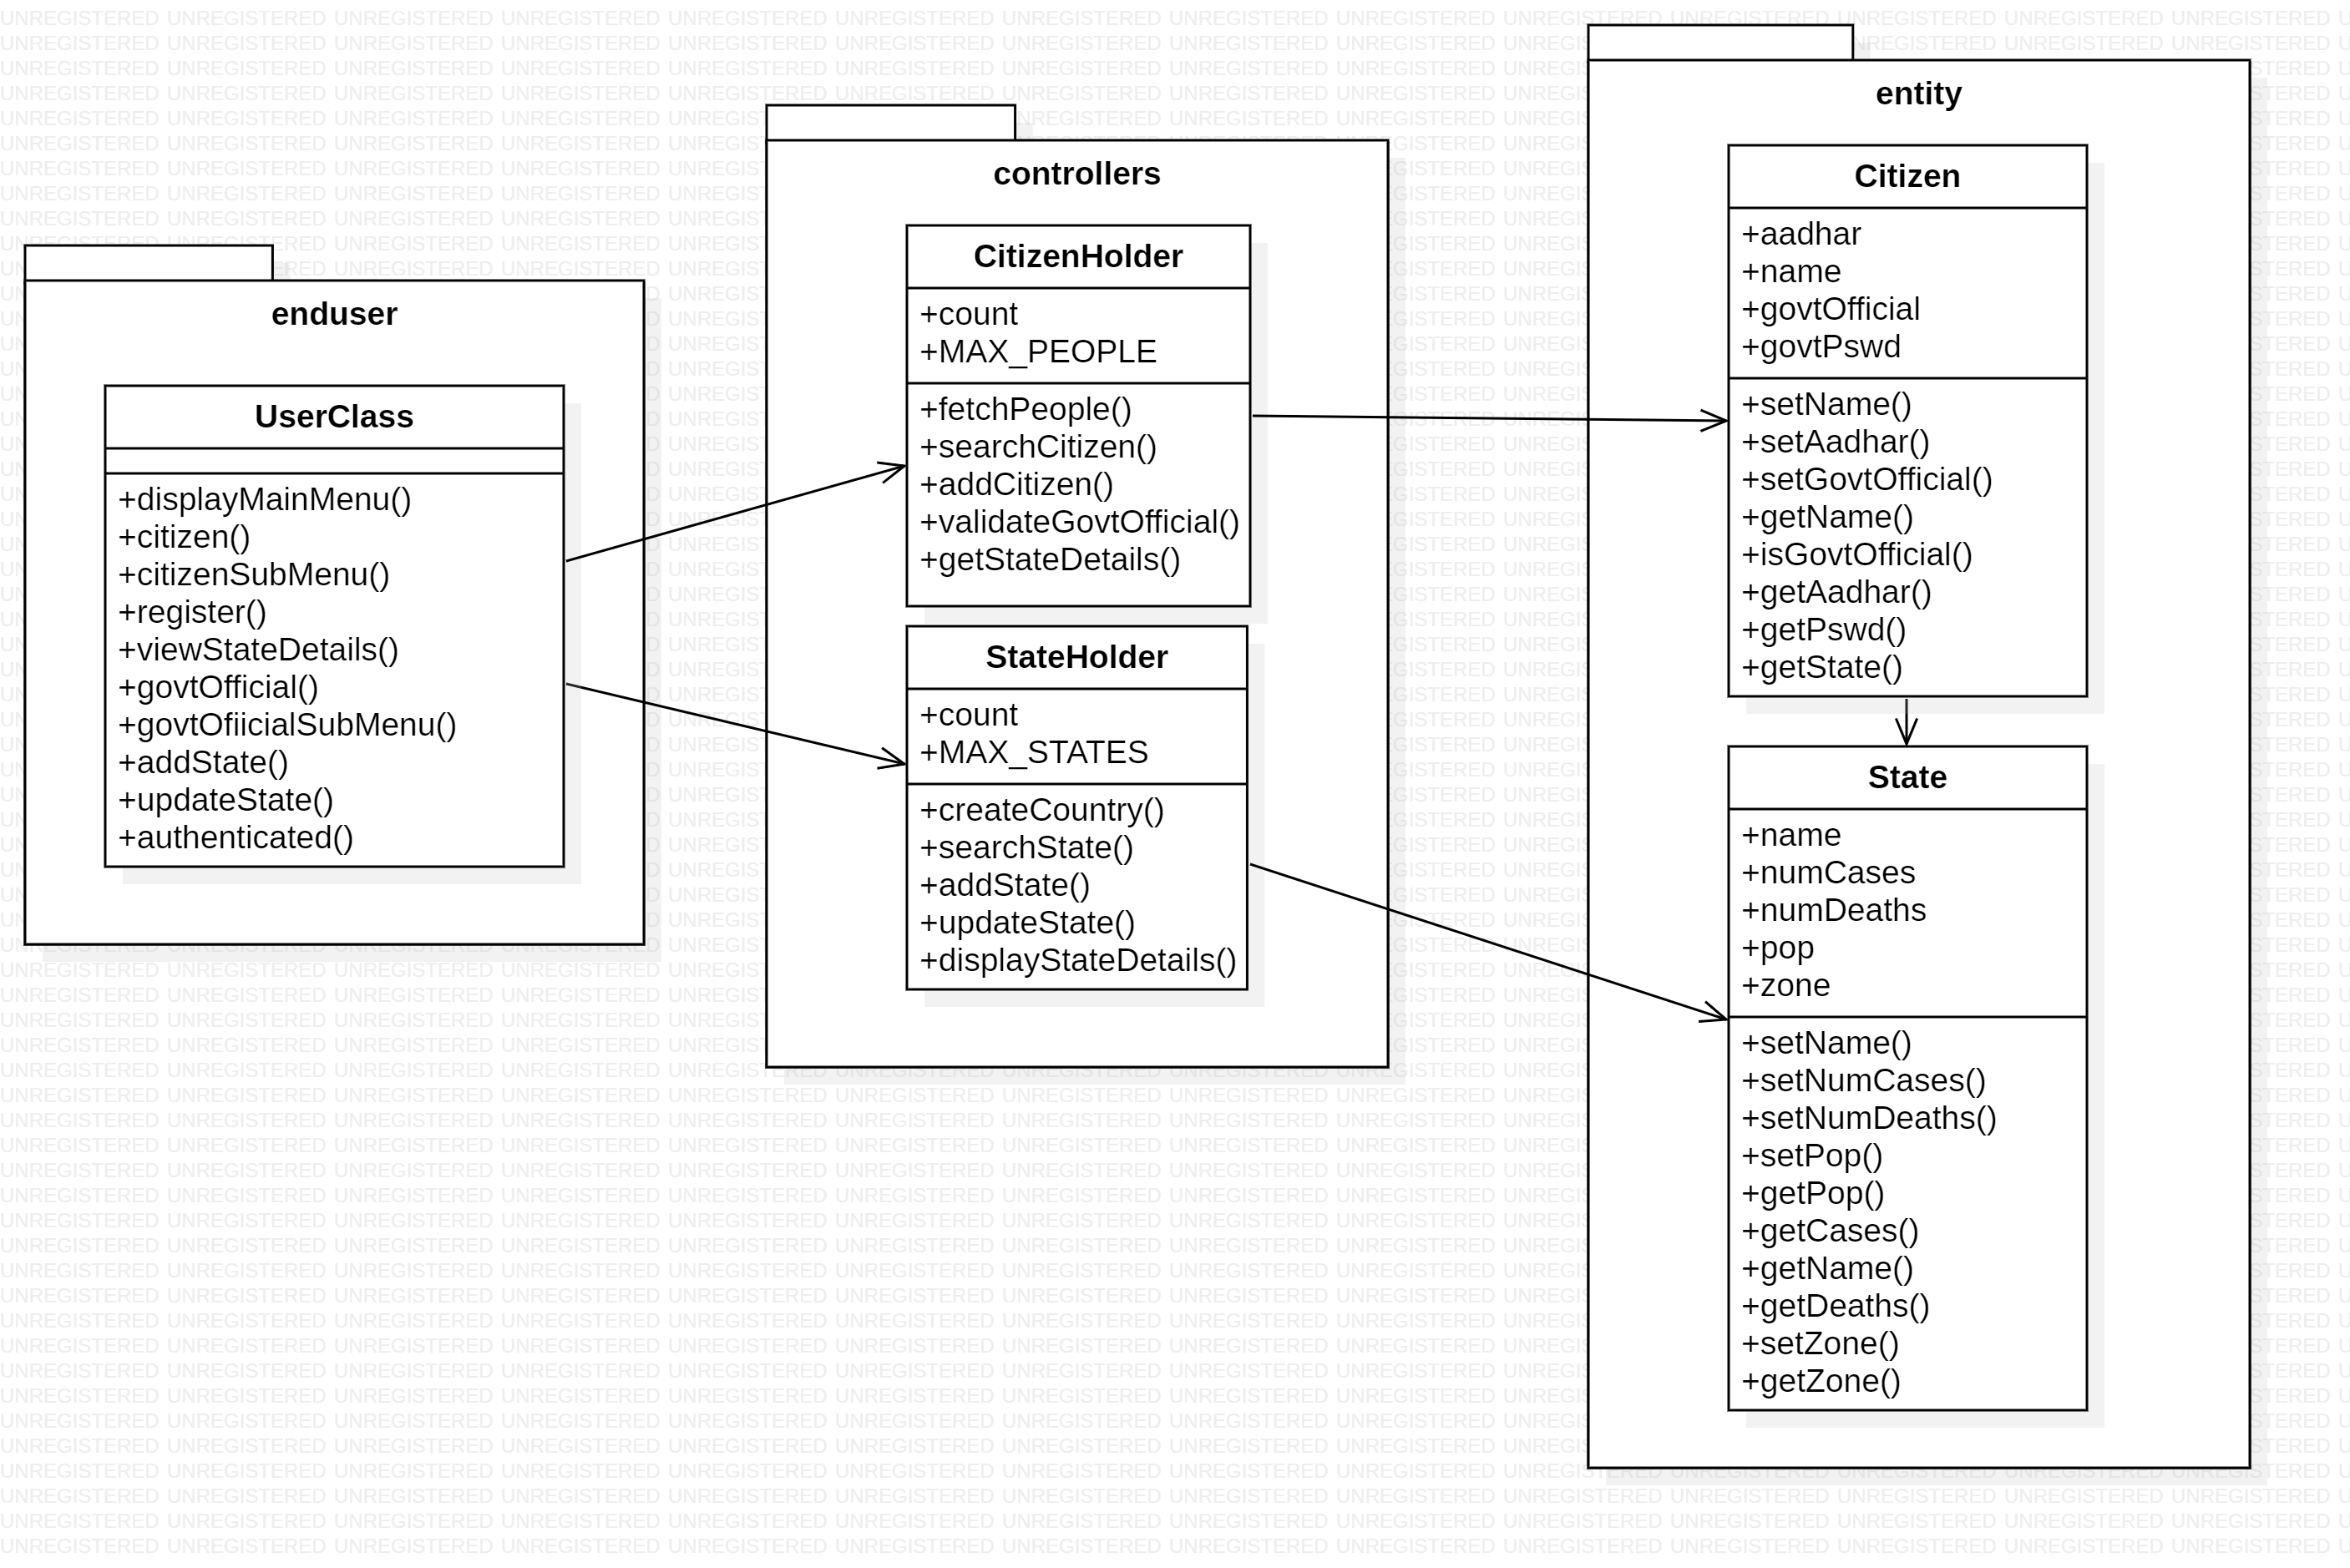 enduser
UserClass
+displayMainMenu()
+citizen()
+citizenSubMenu()
+register()
+viewStateDetails()
+govtOfficial()
+govtOfiicialSubMenu()
+addState()
+updateState()
+authenticated()
controllers
CitizenHolder
+count
+MAX_PEOPLE
+fetchPeople()
+searchCitizen()
+addCitizen()
+validateGovtOfficial()
+getStateDetails()
StateHolder
+count
+MAX_STATES
+createCountry()
+searchState()
+addState()
+updateState()
+displayStateDetails()
entity
Citizen
+aadhar
+name
+govtOfficial
+govtPswd
+setName()
+setAadhar()
+setGovtOfficial()
+getName()
+isGovtOfficial()
+getAadhar()
+getPswd()
+getState()
State
+name
+numCases
+numDeaths
+pop
+zone
+setName()
+setNumCases()
+setNumDeaths()
+setPop()
+getPop()
+getCases()
+getName()
+getDeaths()
+setZone()
+getZone()
UNREGISTERED